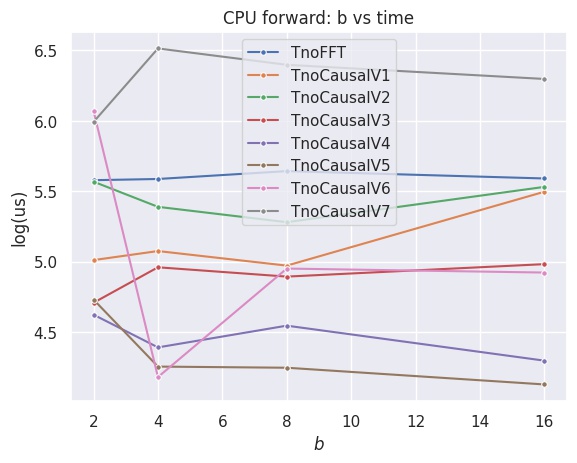 CPU forward: b vs time
TnoFFT
TnoCausalV1
TnoCausalV2
TnoCausalV3
TnoCausalV4
TnoCausalV5
TnoCausalV6
TnoCausalV7
log(us)
6.5
6.0
5.5
5.0
4.5
2 4 6 8 10 12 14 16
b